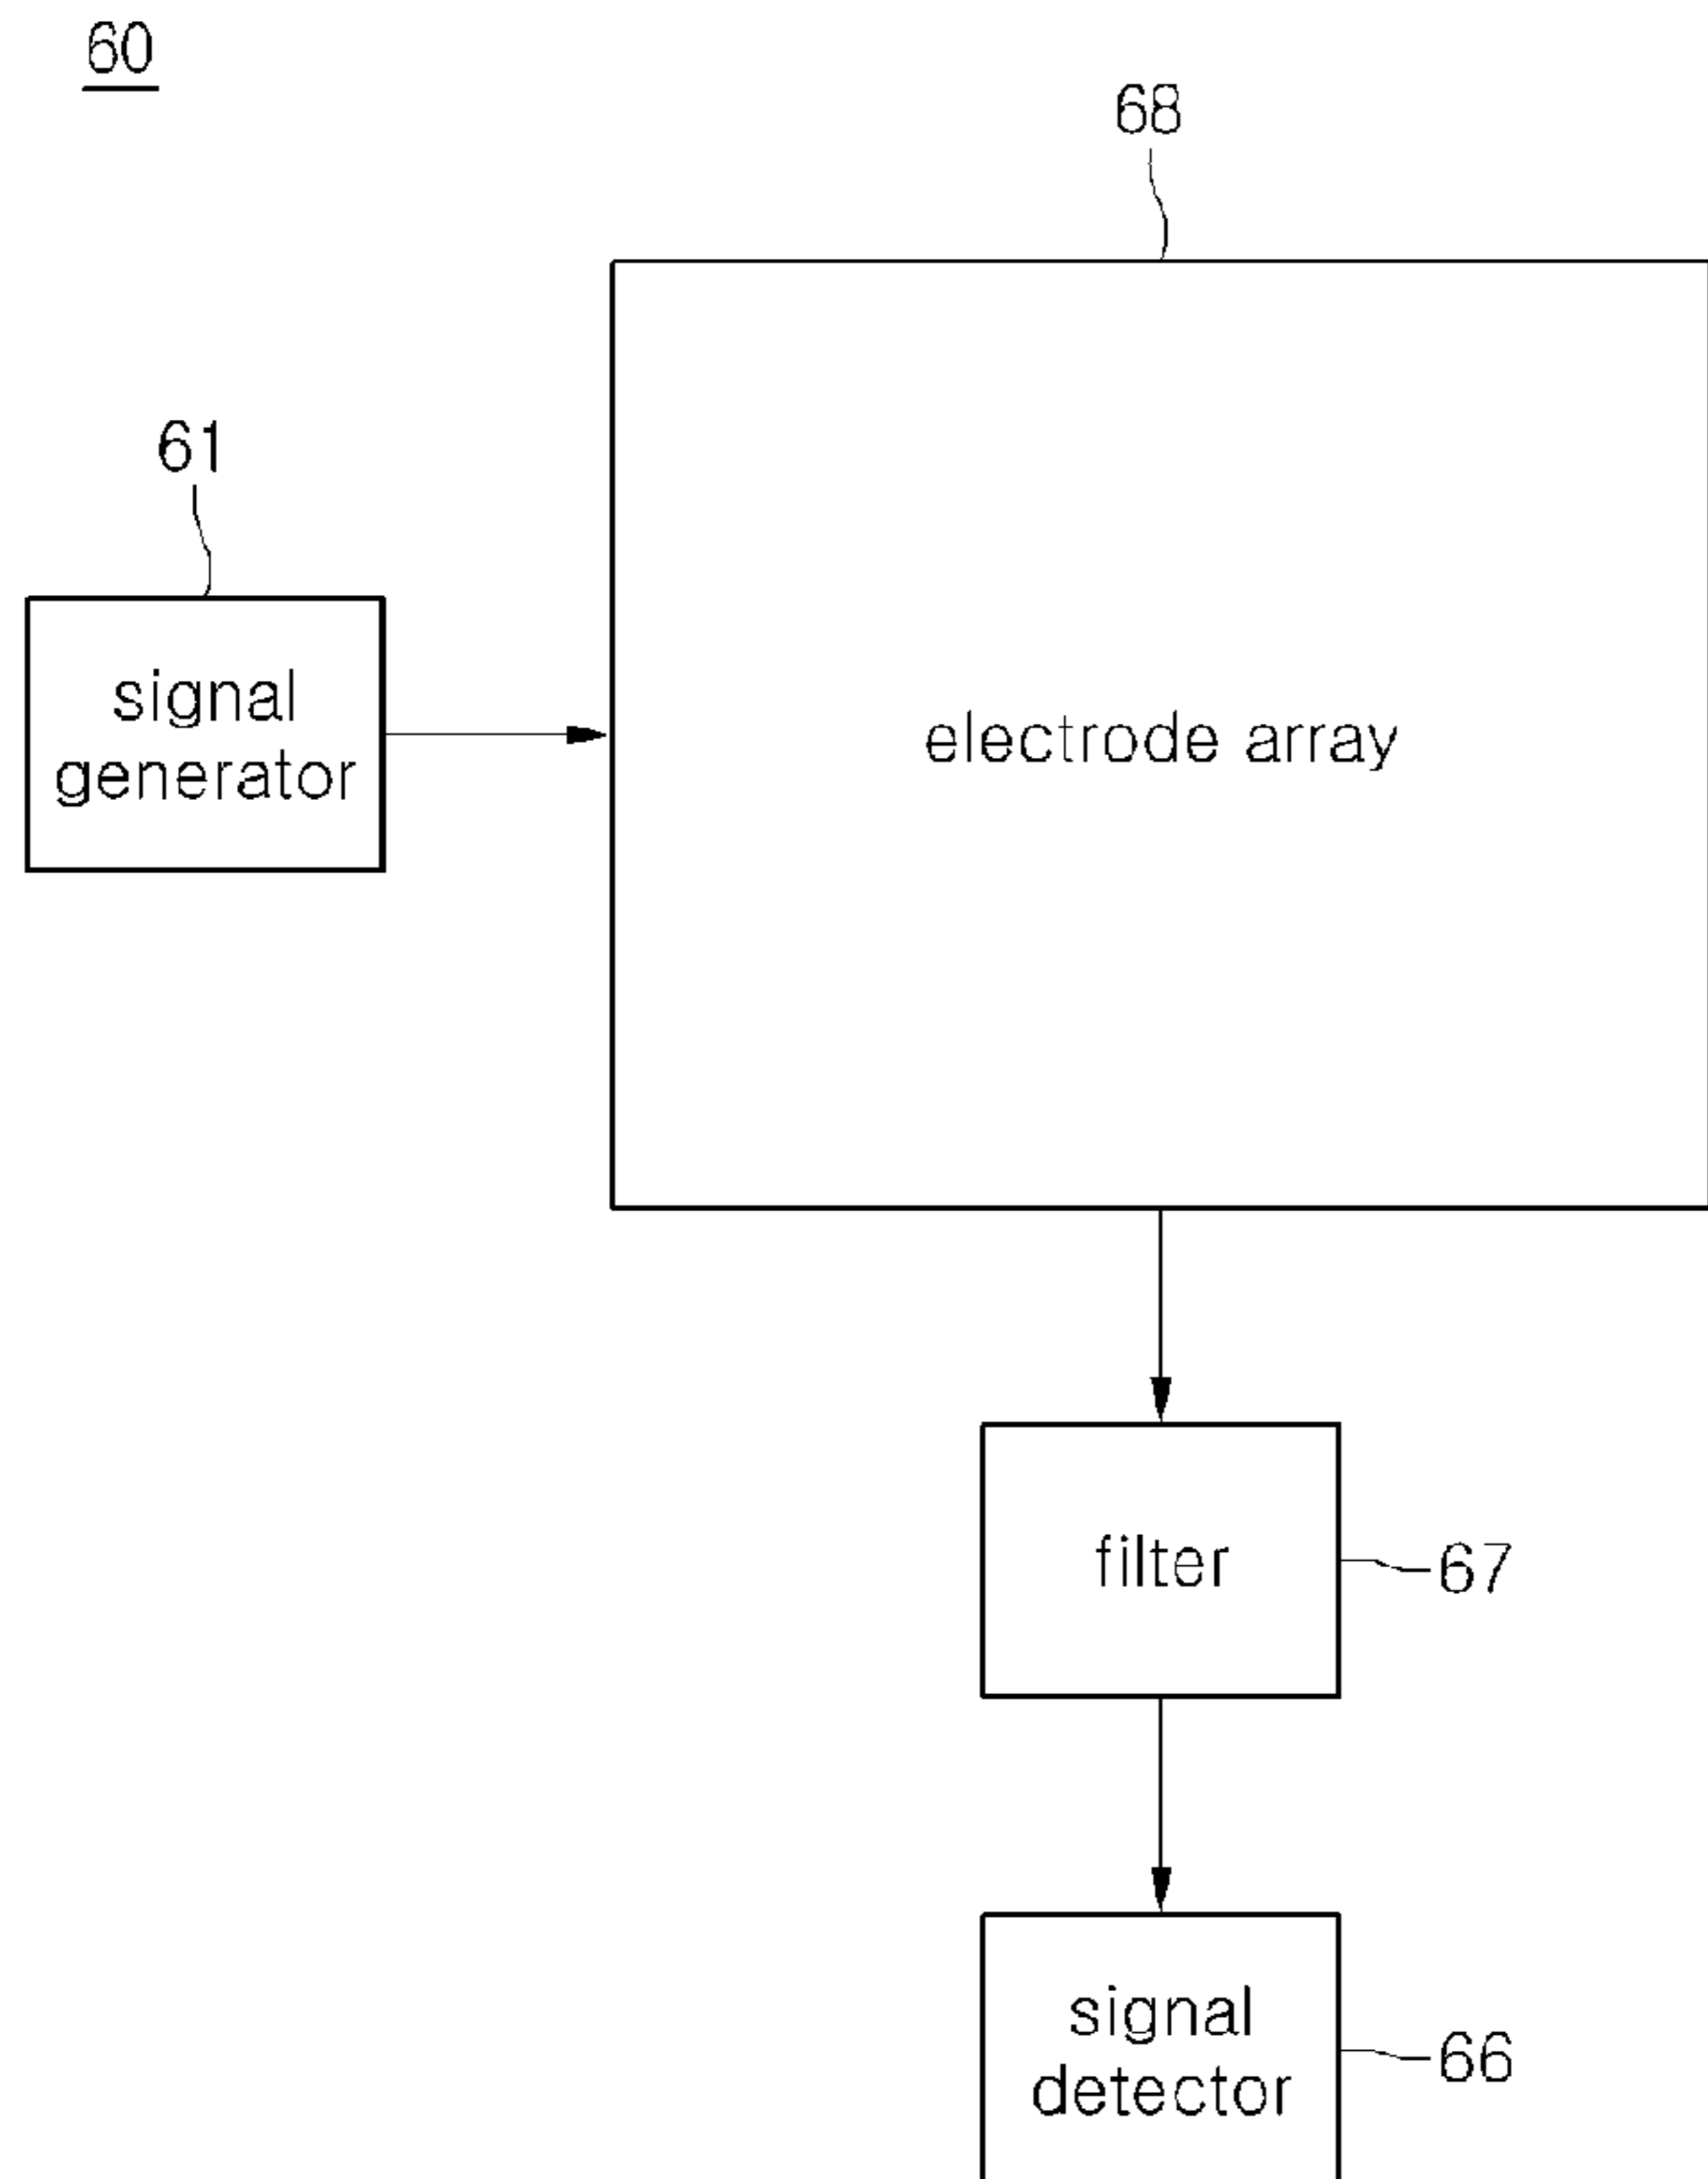 60
68
61
signal
generator
electrode array
filter
67
signal
detector
66